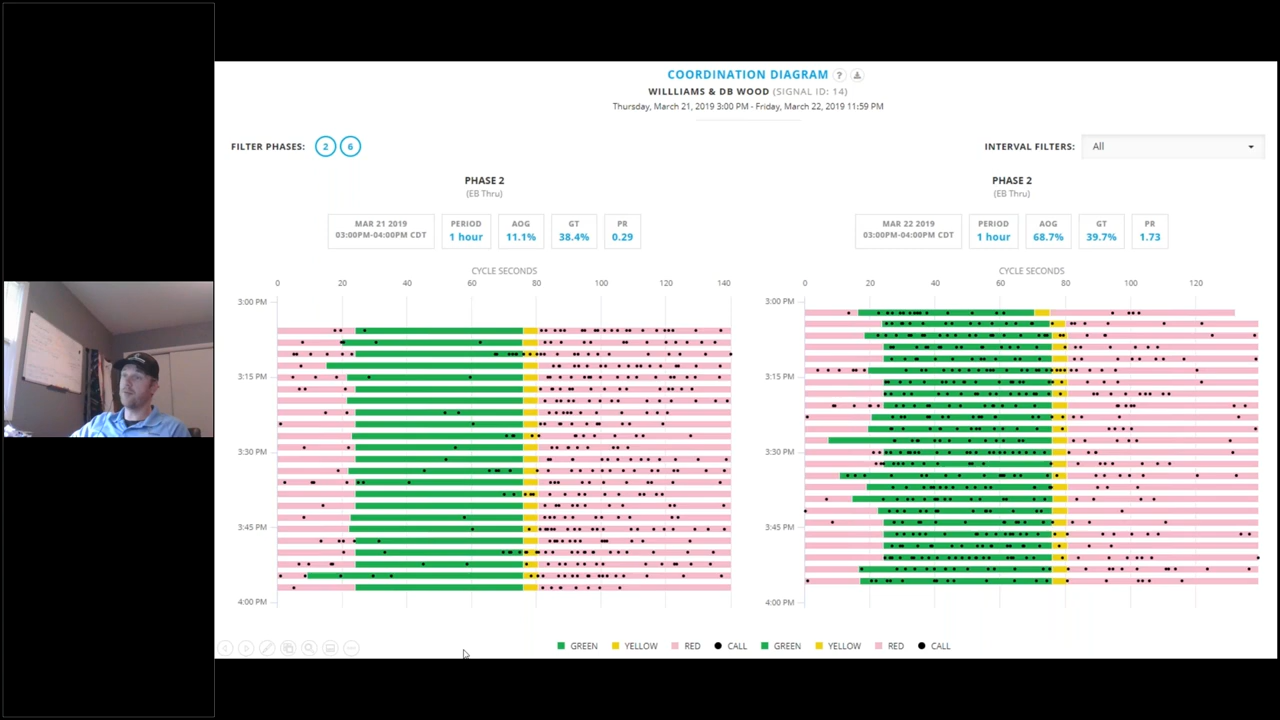 COORDINATION DIAGRAM ?
WILLLIAMS & DB WOOD (SIGNAL ID: 14)
Thursday, March 21, 2019 3:00 PM - Friday, March 22, 2019 11:59 PM
FILTER PHASES: 2 6
INTERVAL FILTERS: All
PHASE 2
(EB Thru)
MAR 21 2019
03:00PM-04:00PM CDT
PERIOD
1 hour
AOG
11.1%
GT
38.4%
PR
0.29
CYCLE SECONDS
0 20 40 60 80 100 120 140
3:00 PM
3:15 PM
3:30 PM
3:45 PM
4:00 PM
PHASE 2
(EB Thru)
MAR 22 2019
03:00PM-04:00PM CDT
PERIOD
1 hour
AOG
68.7%
GT
39.7%
PR
1.73
CYCLE SECONDS
0 20 40 60 80 100 120
3:00 PM
3:15 PM
3:30 PM
3:45 PM
4:00 PM
GREEN YELLOW RED CALL GREEN YELLOW RED CALL